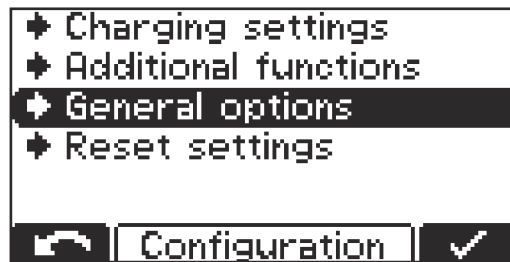 Charging settings
Additional functions
General options
Reset settings
Configuration